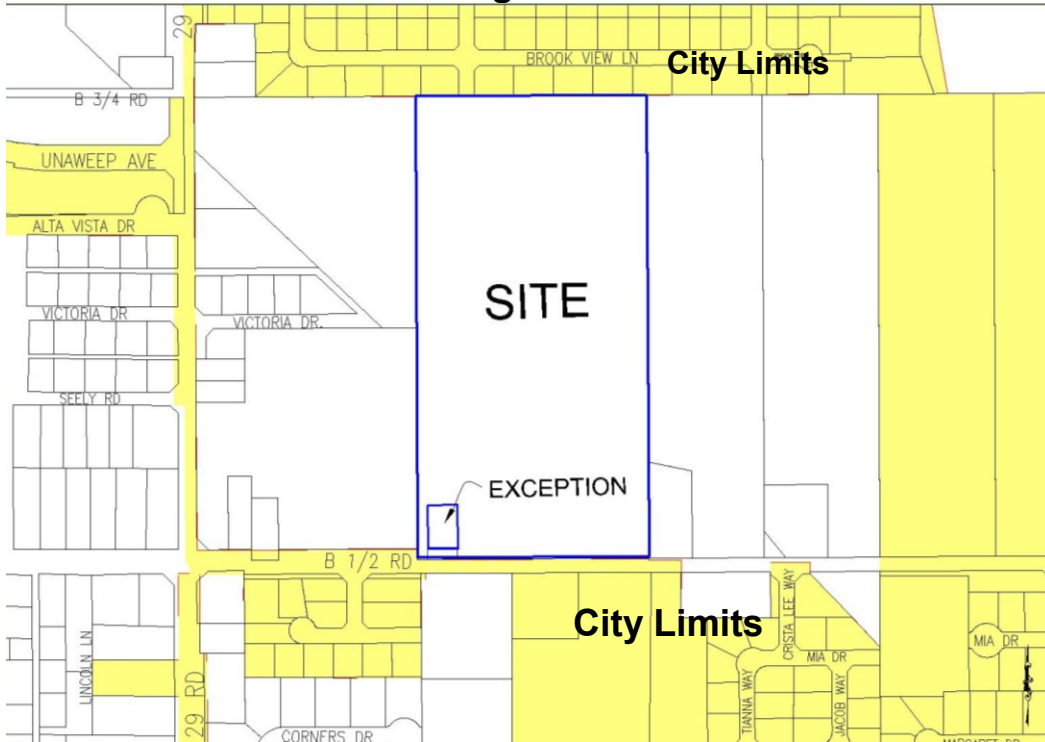 29
BROOK VIEW LN
City Limits
B 3/4 RD
UNAWEEP AVE
ALTA VISTA DR
SITE
VICTORIA DR
VICTORIA DR.
SEELY RD
EXCEPTION
B 1/2 RD
City Limits
LINCOLN LN
29 RD
CORNERS DR
CRISTA LEE WAY
MIA DR
MIA DR
TIANNA WAY
JACOB WAY